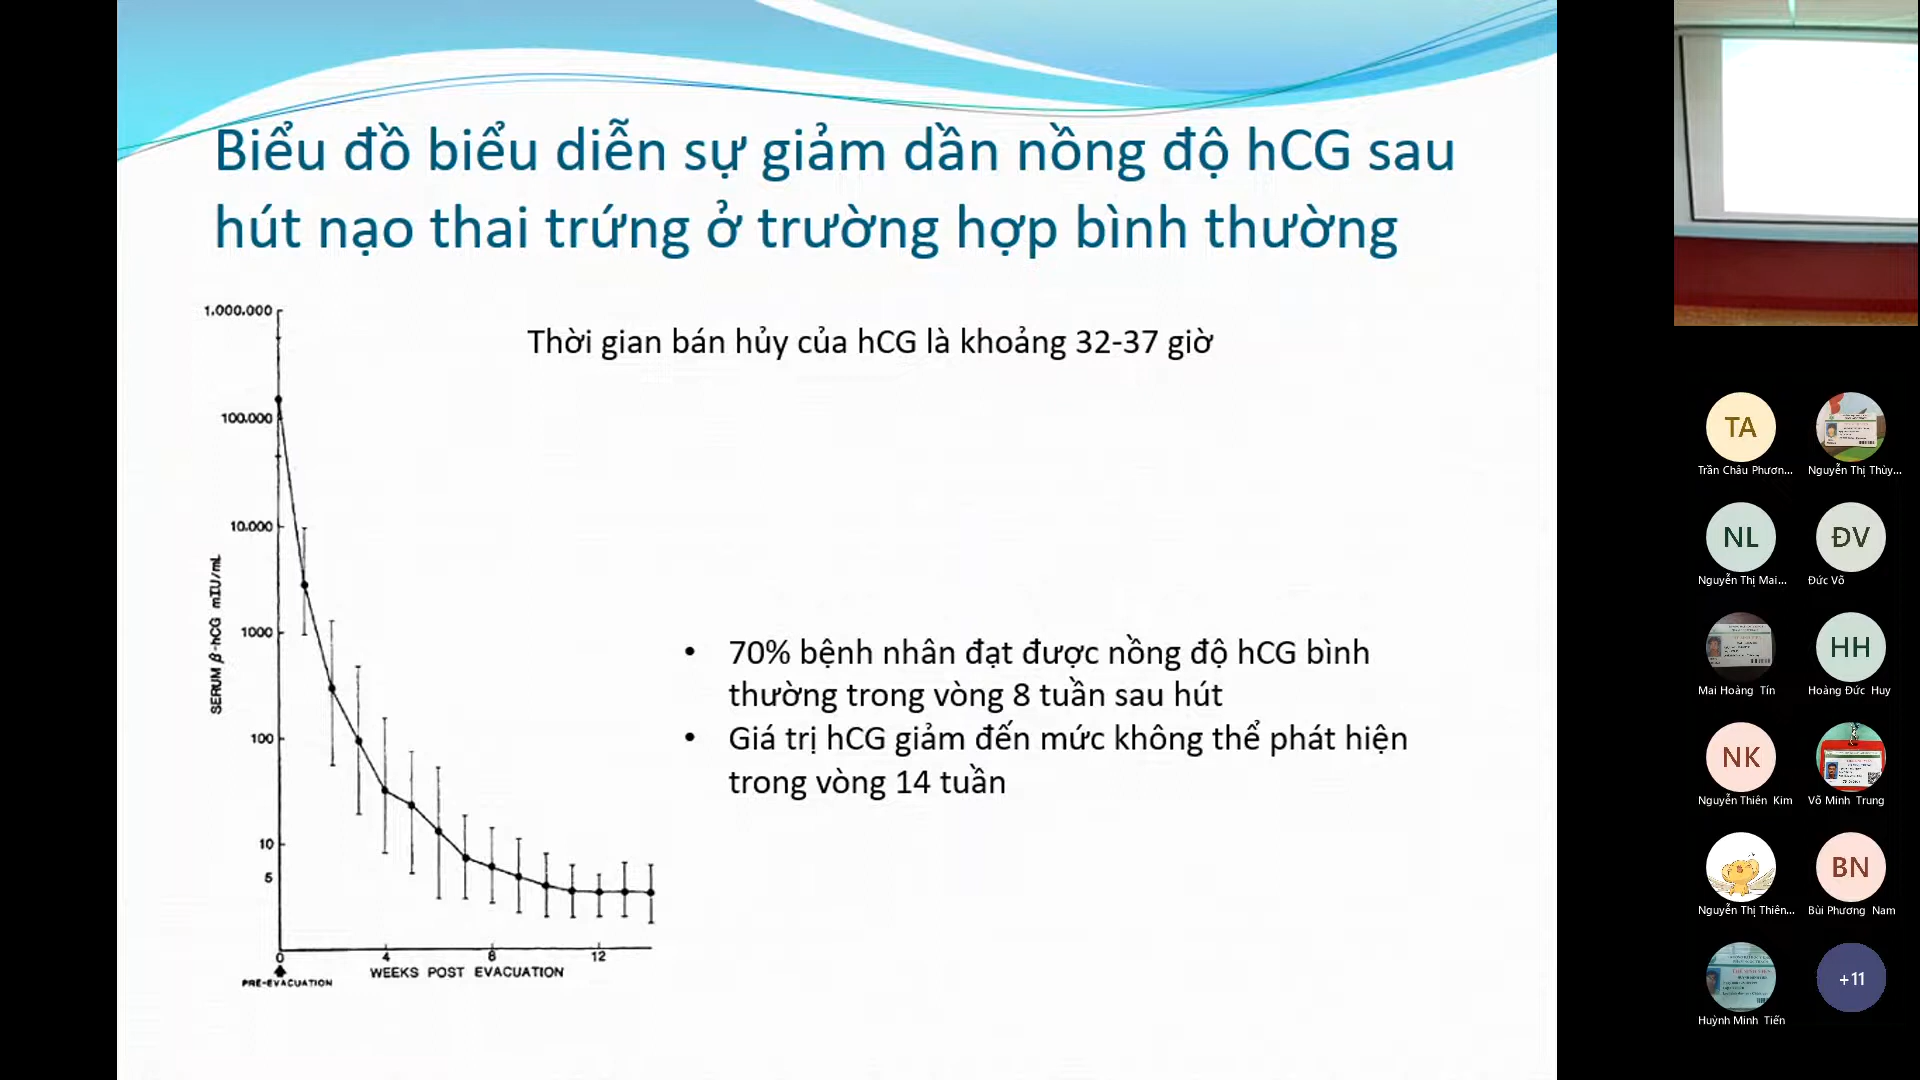 Biểu đồ biểu diễn sự giảm dần nồng độ hCG sau
hút nạo thai trứng ở trường hợp bình thường
Thời gian bán hủy của hCG là khoảng 32-37 giờ
1.000.000
100.000
10.000
1000
100
10
5
SERUM β-hCG mIU/mL
0
4
8
12
PRE-EVACUATION
WEEKS POST EVACUATION
• 70% bệnh nhân đạt được nồng độ hCG bình
thường trong vòng 8 tuần sau hút
• Giá trị hCG giảm đến mức không thể phát hiện
trong vòng 14 tuần
TA
Trần Châu Phươn...
Nguyễn Thị Thùy...
NL
Nguyễn Thị Mai...
ĐV
Đức Võ
Mai Hoàng Tín
HH
Hoàng Đức Huy
NK
Nguyễn Thiên Kim
Võ Minh Trung
Nguyễn Thị Thiên...
BN
Bùi Phương Nam
Huỳnh Minh Tiến
+11